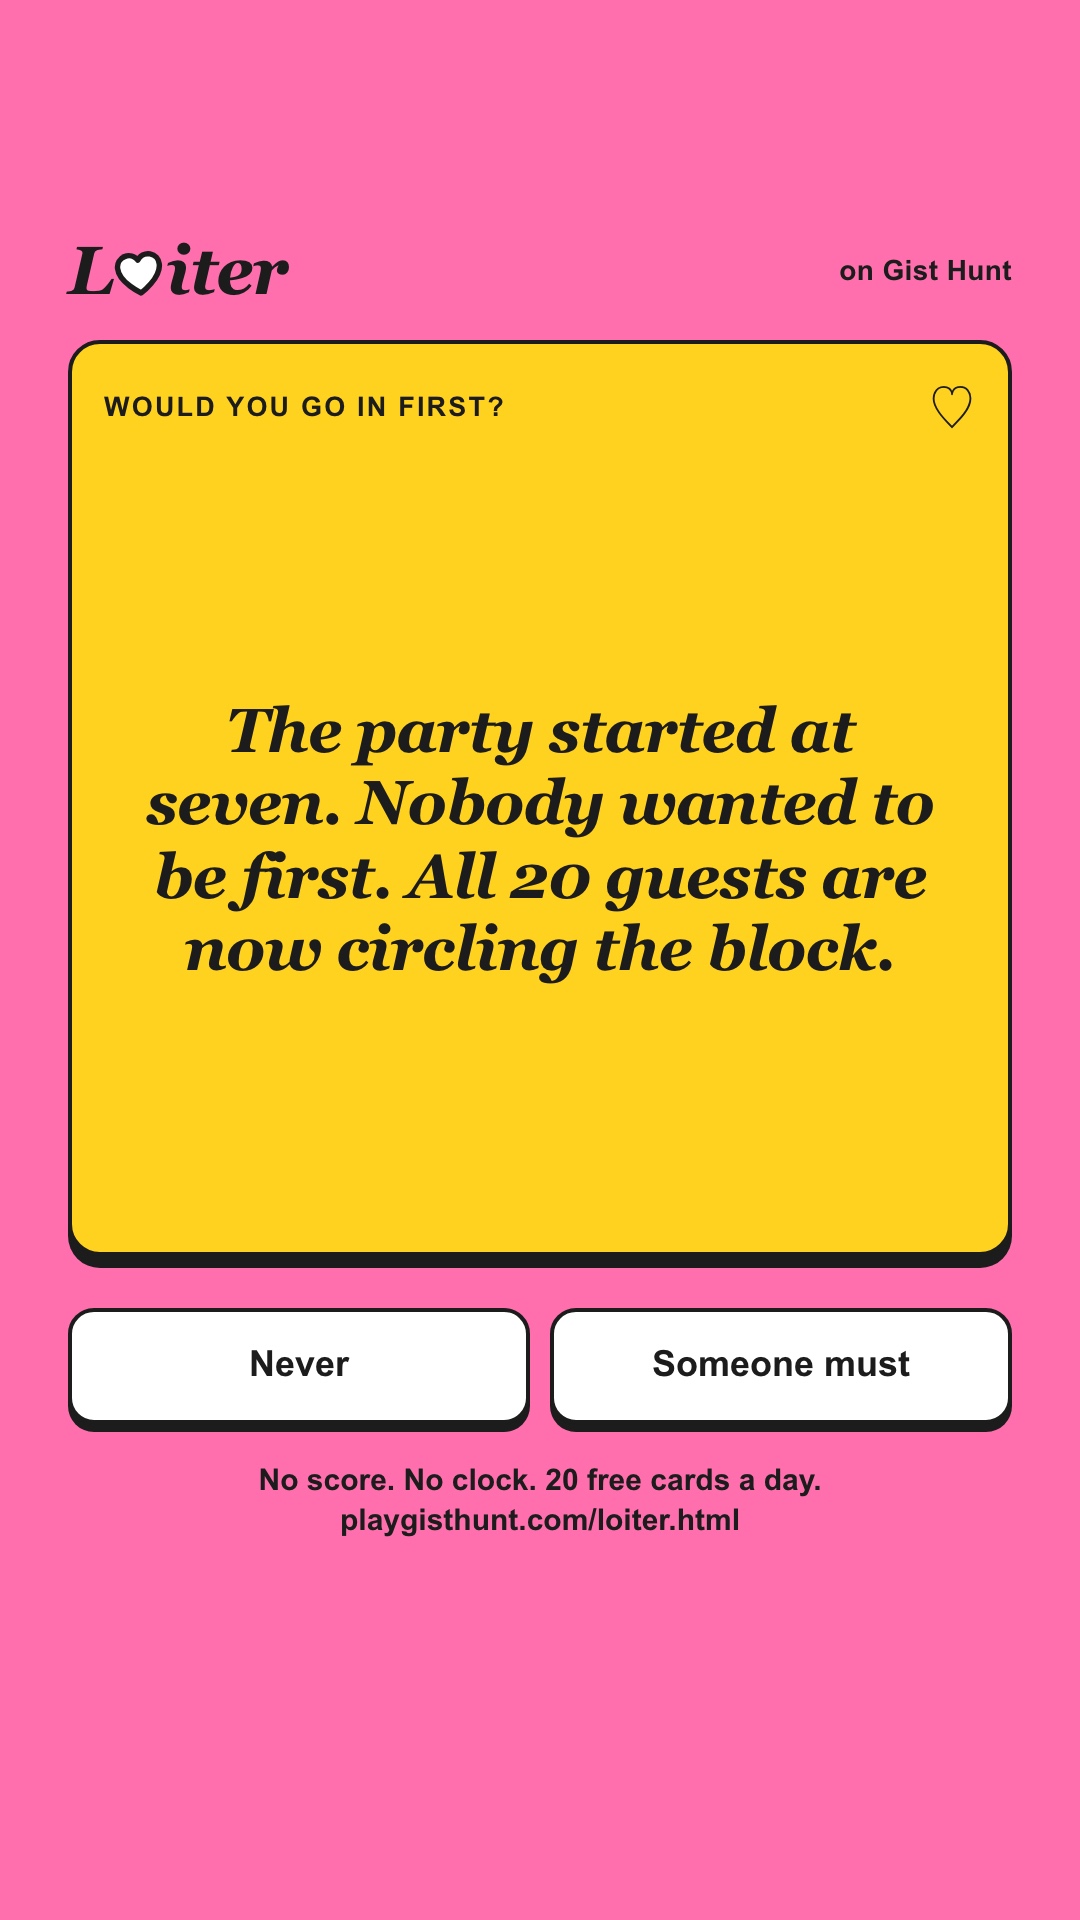 Loiter
on Gist Hunt
WOULD YOU GO IN FIRST?
The party started at
seven. Nobody wanted to
be first. All 20 guests are
now circling the block.
Never
Someone must
No score. No clock. 20 free cards a day.
playgisthunt.com/loiter.html